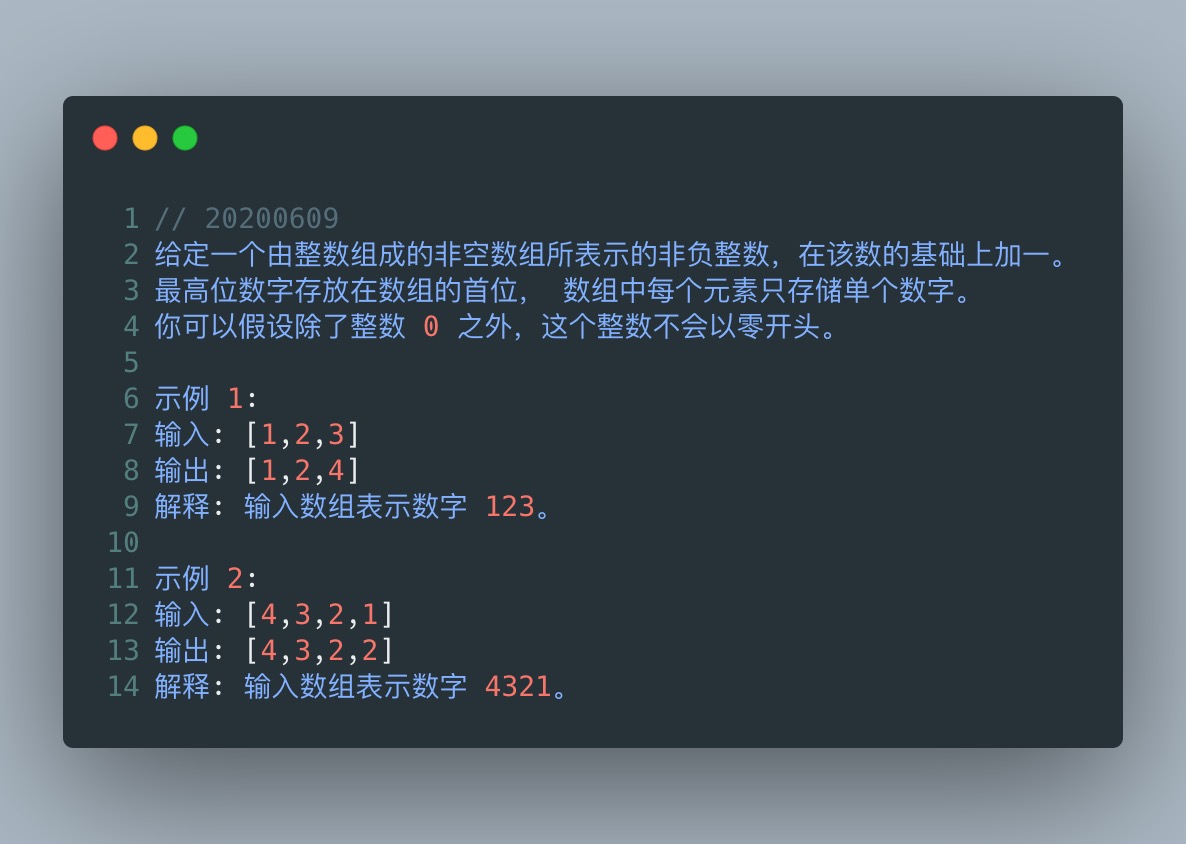 1 // 20200609
2 给定一个由整数组成的非空数组所表示的非负整数，在该数的基础上加一。
3 最高位数字存放在数组的首位， 数组中每个元素只存储单个数字。
4 你可以假设除了整数 0 之外，这个整数不会以零开头。
5
6 示例 1:
7 输入: [1,2,3]
8 输出: [1,2,4]
9 解释: 输入数组表示数字 123。
10
11 示例 2:
12 输入: [4,3,2,1]
13 输出: [4,3,2,2]
14 解释: 输入数组表示数字 4321。